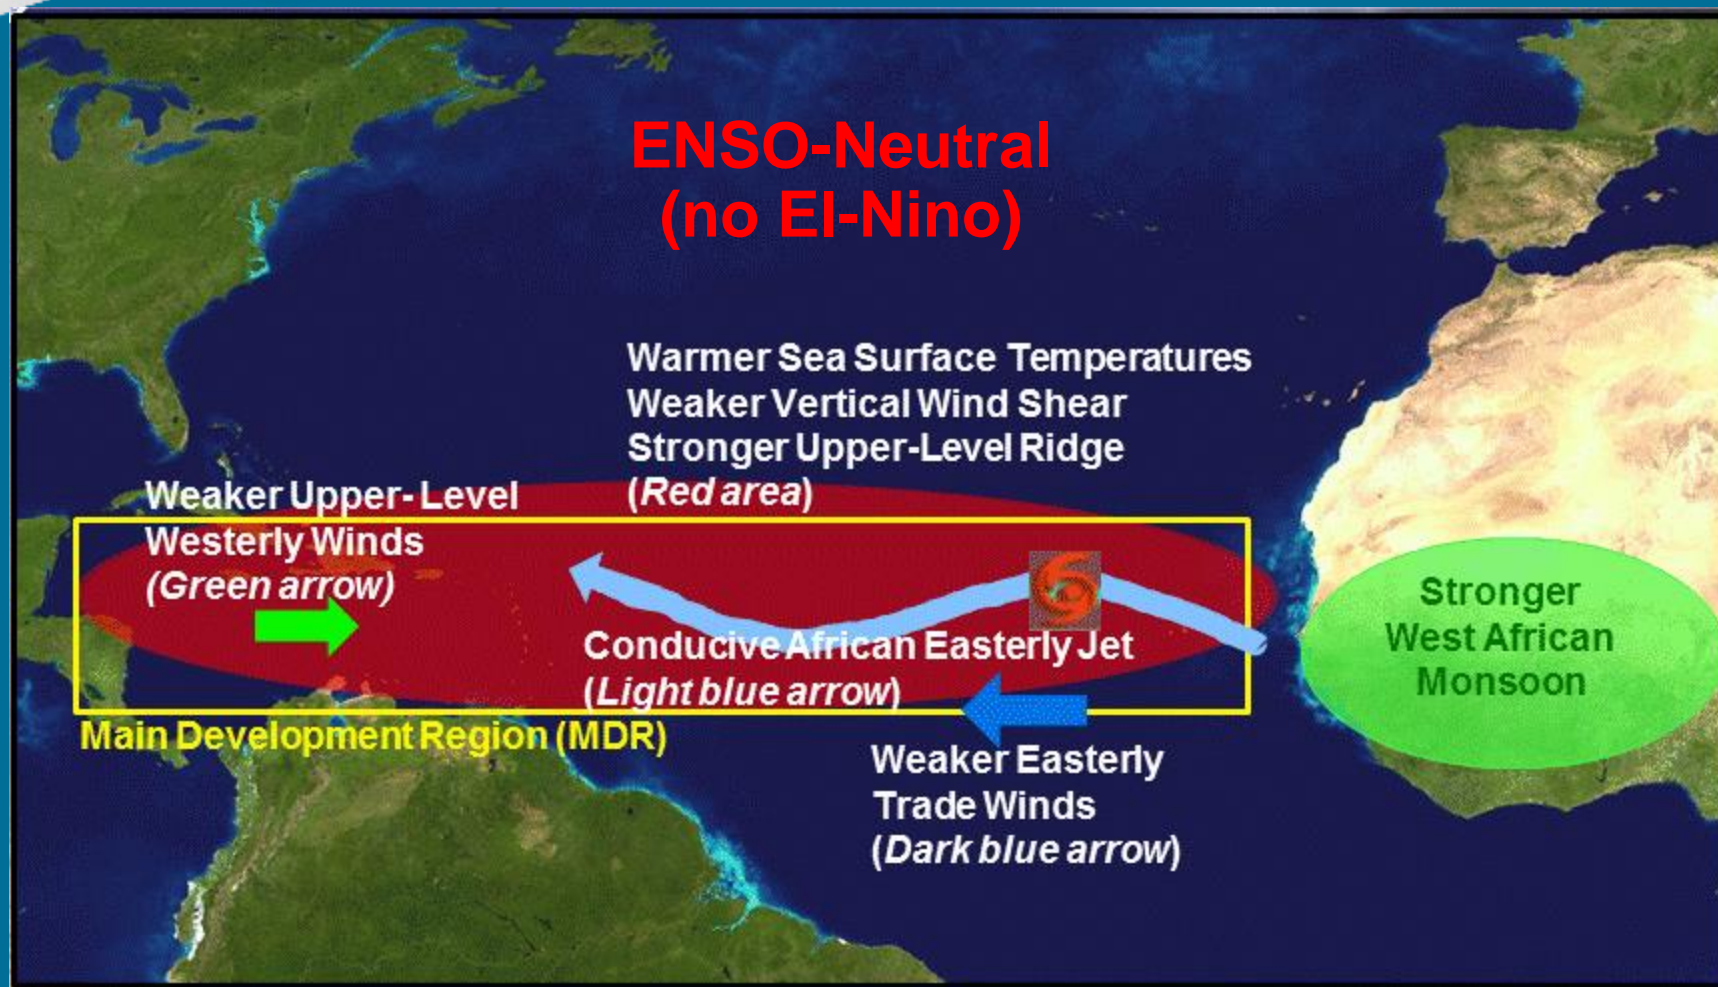 ENSO-Neutral
(no El-Nino)
Warmer Sea Surface Temperatures
Weaker Vertical Wind Shear
Stronger Upper-Level Ridge
(Red area)
Weaker Upper-Level
Westerly Winds
(Green arrow)
Conducive African Easterly Jet
(Light blue arrow)
Stronger
West African
Monsoon
Main Development Region (MDR)
Weaker Easterly
Trade Winds
(Dark blue arrow)